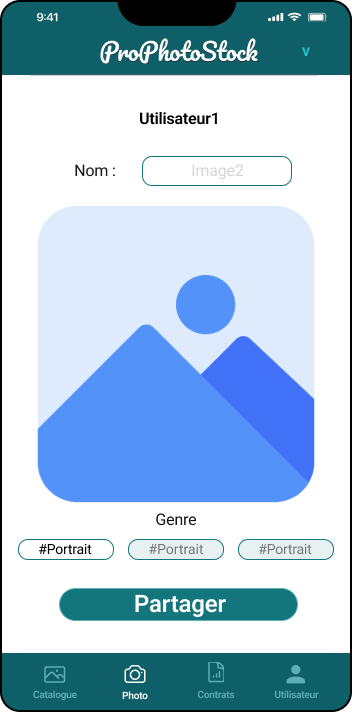 9:41
ProPhotoStock v
Utilisateur1
Nom : Image2
Genre
#Portrait #Portrait #Portrait
Partager
Catalogue Photo Contrats Utilisateur